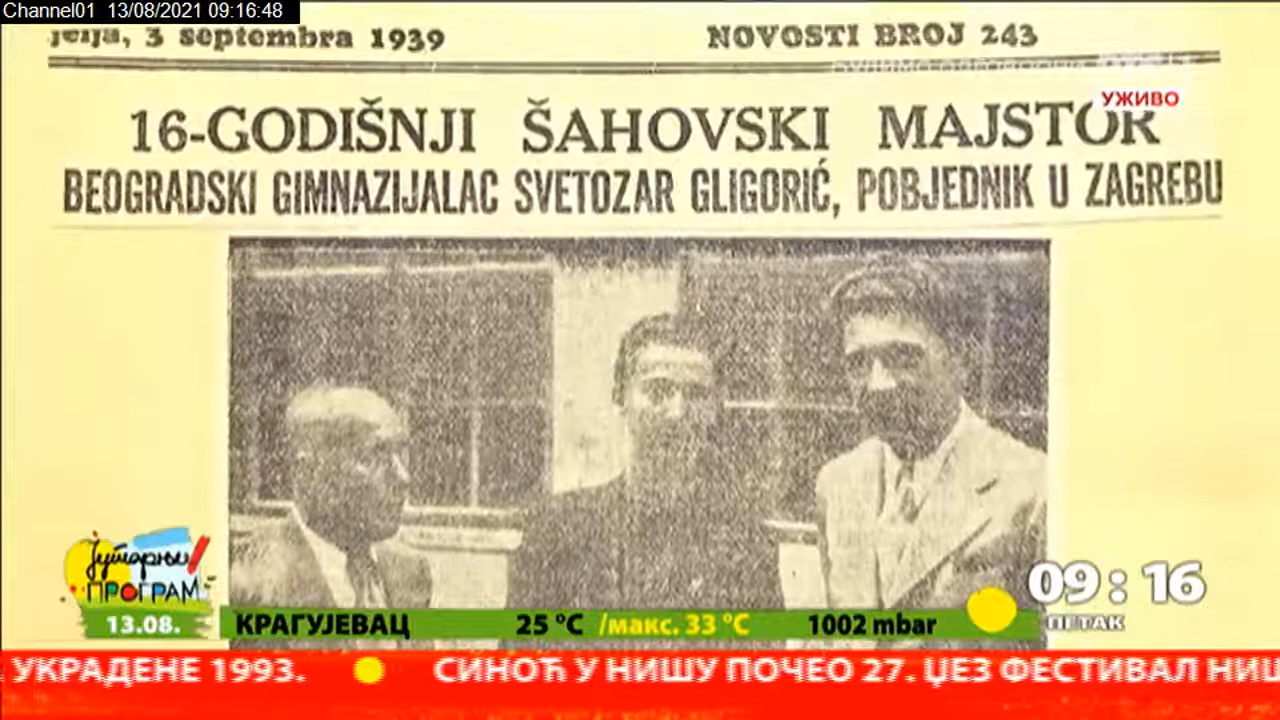 Channel01 13/08/2021 09:16:48
3 septembra 1939
NOVOSTI BROJ 243
УЖИВО
16-GODIŠNJI ŠAHOVSKI MAJSTOR
BEOGRADSKI GIMNAZIJALAC SVETOZAR GLIGORIĆ, POBJEDNIK U ZAGREBU
Јутарњи
ПРОГРАМ
13.08.
КРАГУЈЕВАЦ 25 °C /макс. 33 °C 1002 mbar
09:16
ПЕТАК
УКРАДЕНЕ 1993. СИНОЋ У НИШУ ПОЧЕО 27. ЏЕЗ ФЕСТИВАЛ